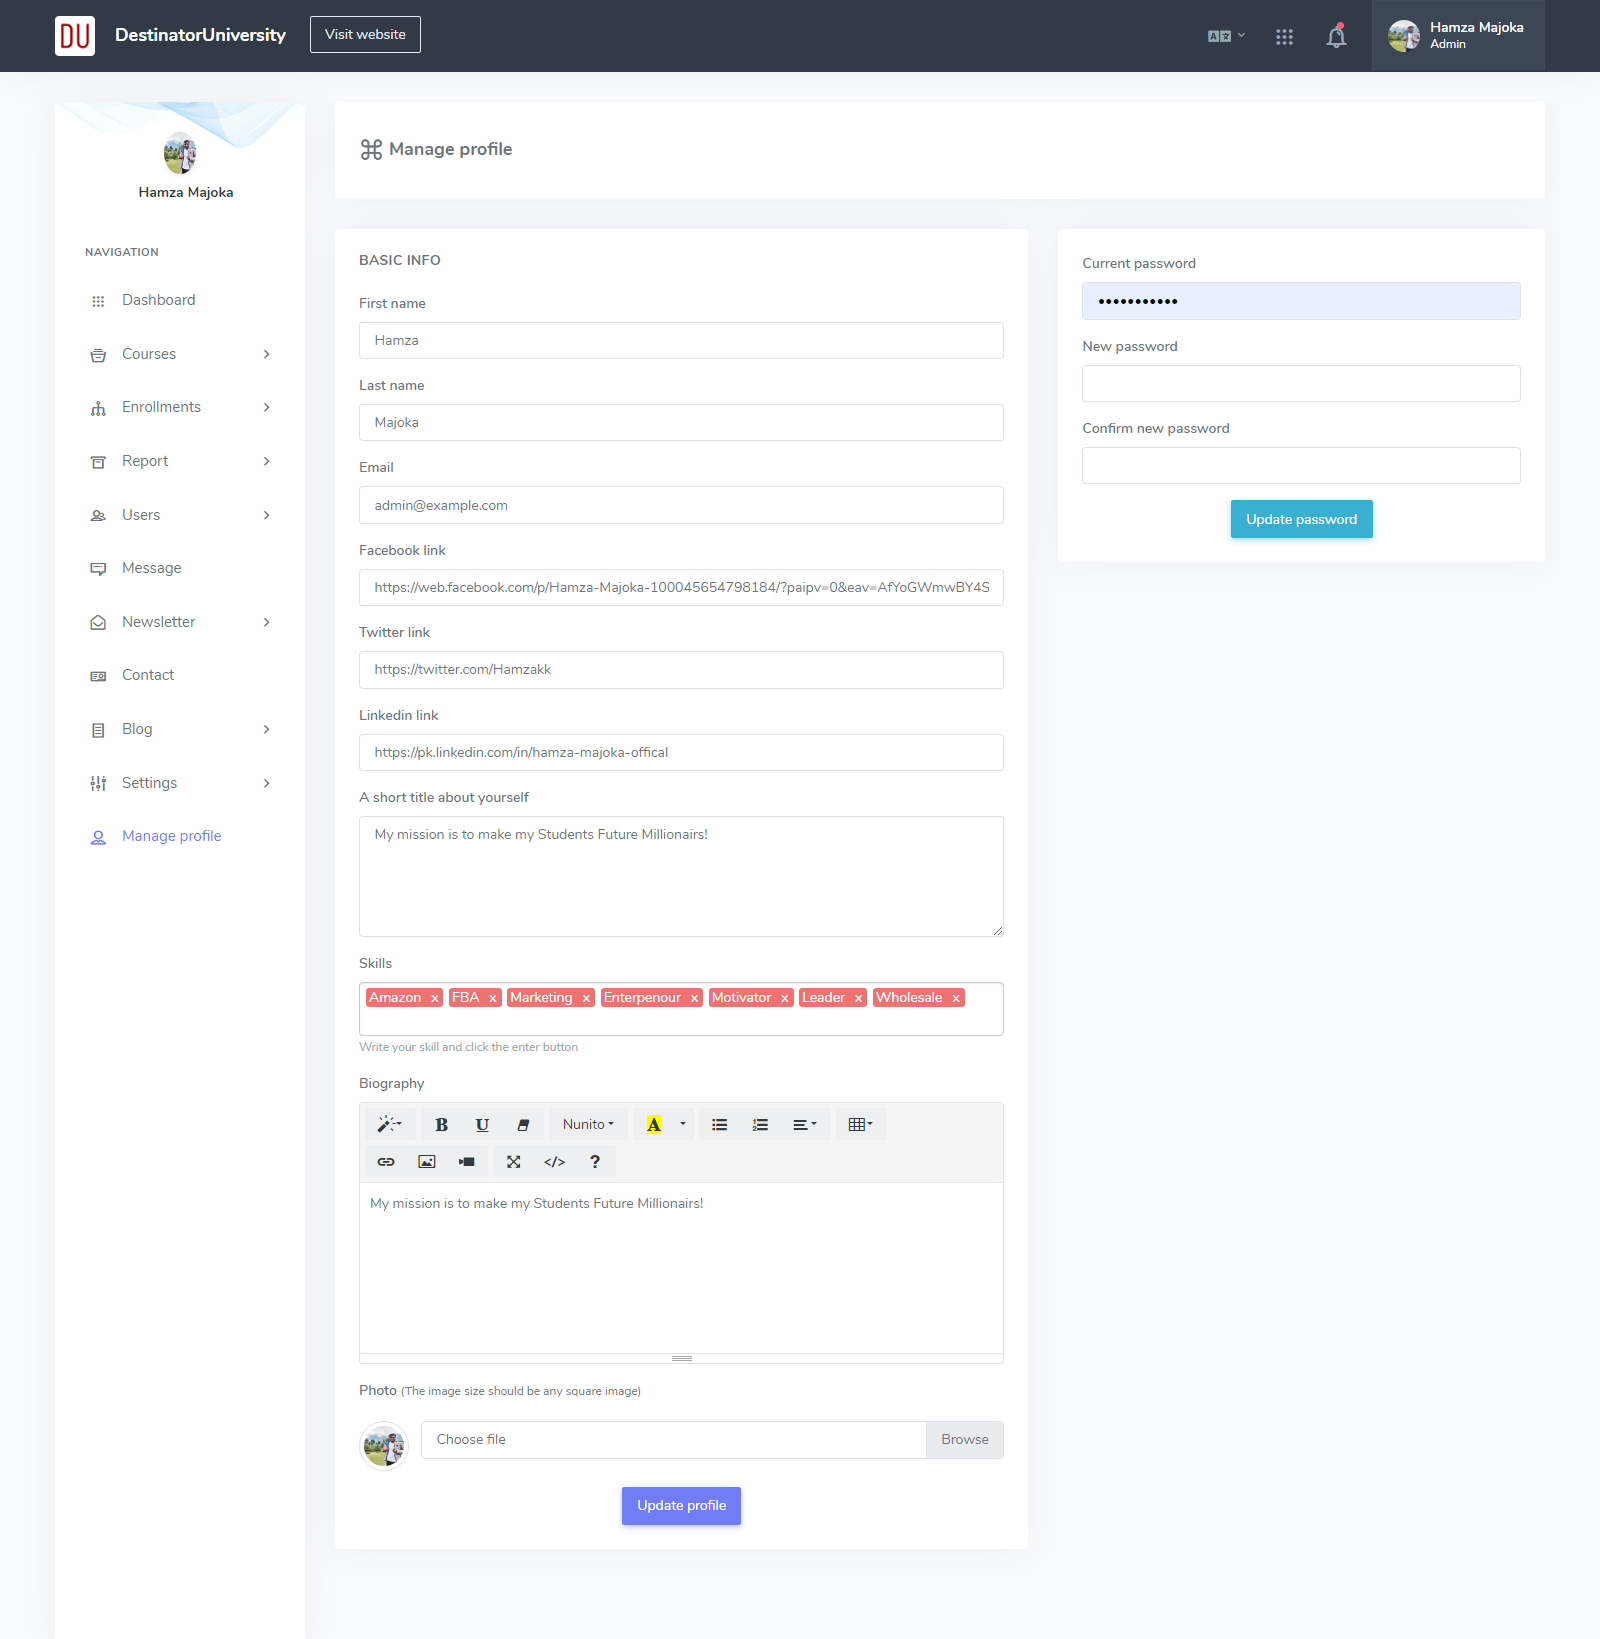 DU DestinatorUniversity Visit website
Hamza Majoka
Admin
Hamza Majoka
NAVIGATION
Dashboard
Courses
Enrollments
Report
Users
Message
Newsletter
Contact
Blog
Settings
Manage profile
Manage profile
BASIC INFO
First name
Hamza
Last name
Majoka
Email
admin@example.com
Facebook link
https://web.facebook.com/p/Hamza-Majoka-100045654798184/?paipv=0&eav=AfYoGWmwBY4S
Twitter link
https://twitter.com/Hamzakk
Linkedin link
https://pk.linkedin.com/in/hamza-majoka-offical
A short title about yourself
My mission is to make my Students Future Millionairs!
Skills
Amazon x FBA x Marketing x Enterpenour x Motivator x Leader x Wholesale x
Write your skill and click the enter button
Biography
B U Nunito A
</> ?
My mission is to make my Students Future Millionairs!
Photo (The image size should be any square image)
Choose file Browse
Update profile
Current password
•••••••••••
New password
Confirm new password
Update password